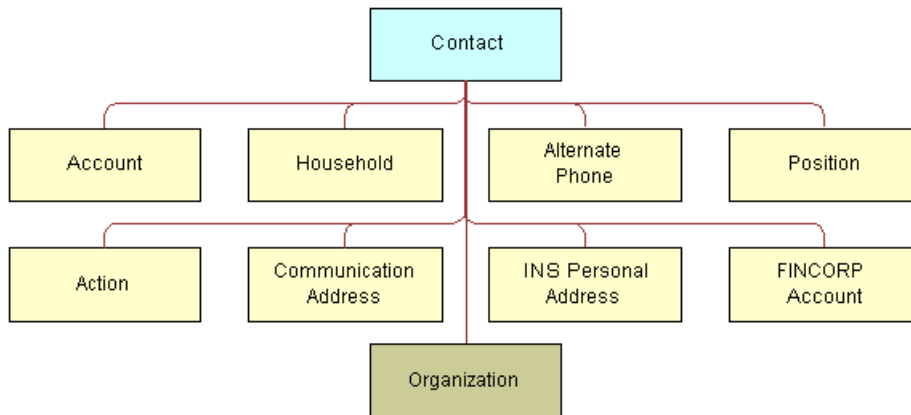 Contact
Account
Household
Alternate
Phone
Position
Action
Communication
Address
INS Personal
Address
FINCORP
Account
Organization